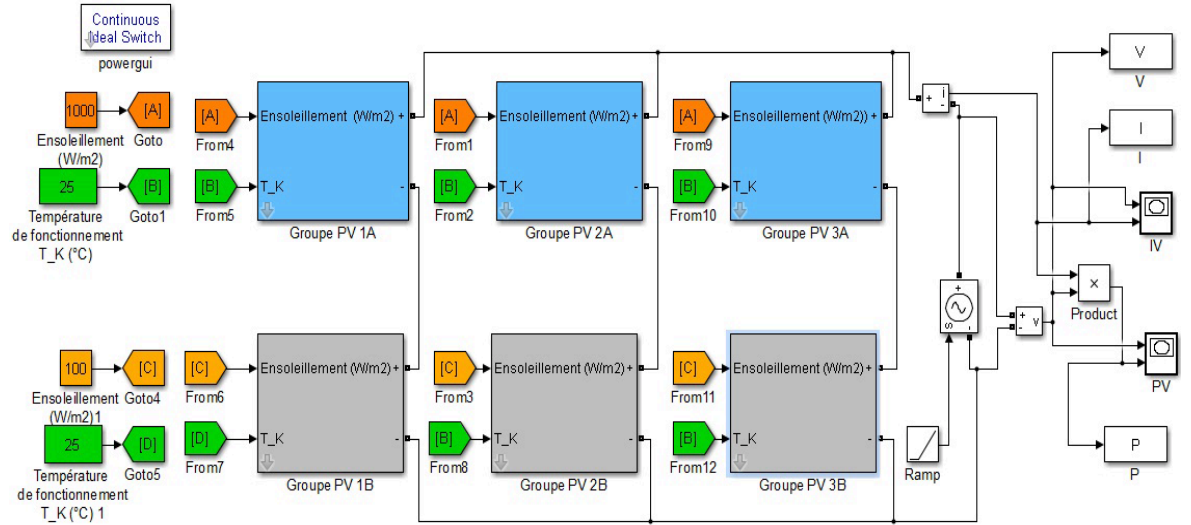 Continuous
Ideal Switch
powergui
1000
[A]
Ensoleillement
(W/m2)
Goto
25
[B]
Température
de fonctionnement
T_K (°C)
Goto1
[A]
From4
[B]
From5
Ensoleillement (W/m2) +
T_K
-
Groupe PV 1A
[A]
From1
[B]
From2
Ensoleillement (W/m2) +
T_K
-
Groupe PV 2A
[A]
From9
[B]
From10
Ensoleillement (W/m2)) +
T_K
-
Groupe PV 3A
100
[C]
Ensoleillement
(W/m2)1
Goto4
25
[D]
Température
de fonctionnement
T_K (°C) 1
Goto5
[C]
From6
[D]
From7
Ensoleillement (W/m2) +
T_K
-
Groupe PV 1B
[C]
From3
[B]
From8
Ensoleillement (W/m2) +
T_K
-
Groupe PV 2B
[C]
From11
[B]
From12
Ensoleillement (W/m2) +
T_K
-
Groupe PV 3B
+ i
-
+
s -
Ramp
+
- v
V
V
I
I
IV
×
Product
PV
P
P